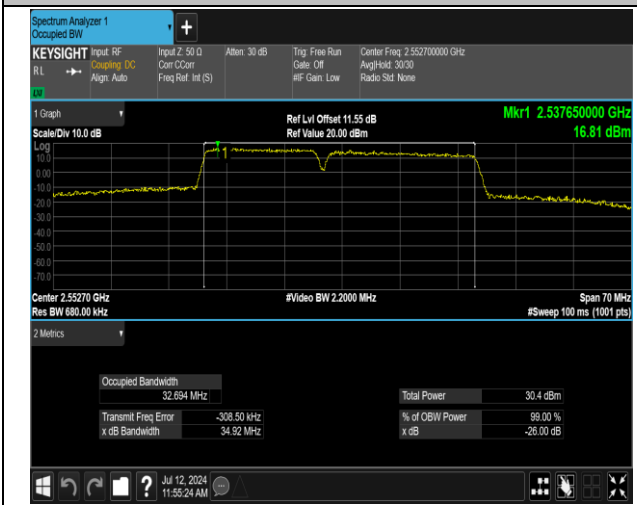 Spectrum Analyzer 1
Occupied BW
+
KEYSIGHT Input: RF Input Z: 50 Ω Atten: 30 dB Trig: Free Run Center Freq: 2.552700000 GHz
Coupling: DC Corr CCorr Gate: Off Avg|Hold: 30/30
RL Align: Auto Freq Ref: Int (S) #IF Gain: Low Radio Std: None
1 Graph Ref Lvl Offset 11.55 dB Mkr1 2.537650000 GHz
Scale/Div 10.0 dB Ref Value 20.00 dBm 16.81 dBm
Log
10.0
0.00
-10.0
-20.0
-30.0
-40.0
-50.0
-60.0
-70.0
1
Center 2.55270 GHz #Video BW 2.2000 MHz Span 70 MHz
Res BW 680.00 kHz #Sweep 100 ms (1001 pts)
2 Metrics
Occupied Bandwidth
32.694 MHz Total Power 30.4 dBm
Transmit Freq Error -308.50 kHz % of OBW Power 99.00 %
x dB Bandwidth 34.92 MHz x dB -26.00 dB
? Jul 12, 2024
11:55:24 AM